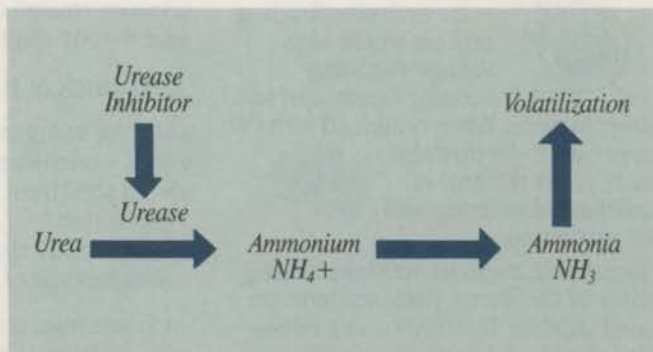 Urease
Inhibitor
Volatilization
Urease
Urea
Ammonium
NH₄+
Ammonia
NH₃